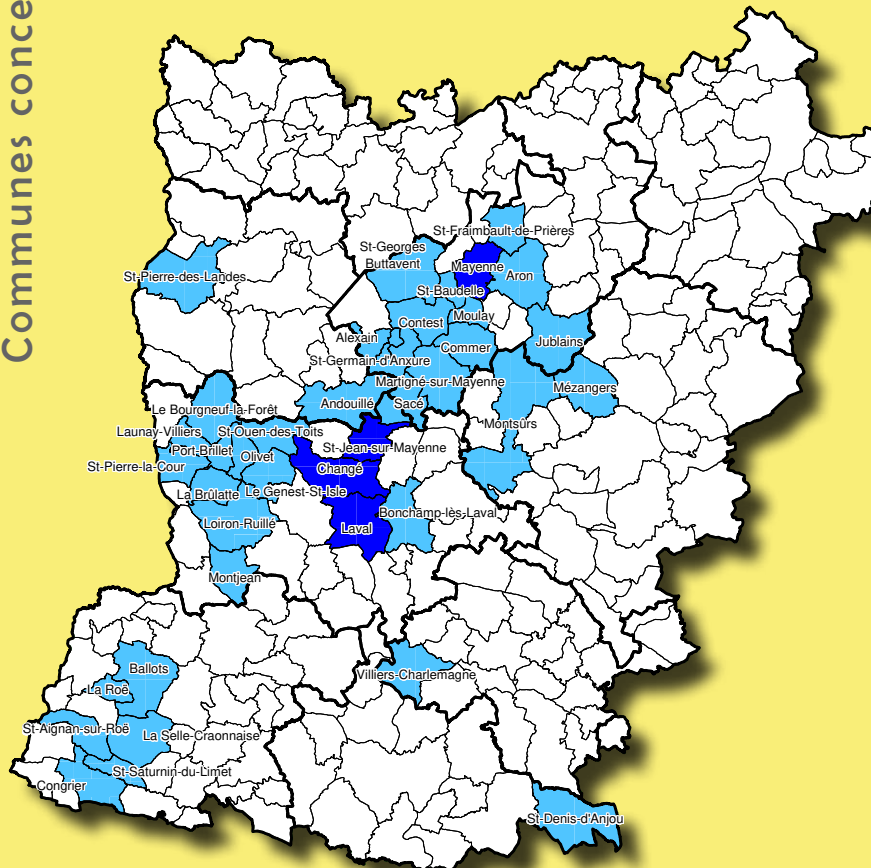 Communes conce
St-Fraimbault-de-Prières
St-Georges
Buttavent
Mayenne
Aron
St-Pierre-des-Landes
St-Baudelle
Moulay
Contest
Alexain
Jublains
Commer
St-Germain-d'Anxure
Martigné-sur-Mayenne
Mézangers
Andouillé
Sacé
Le Bourgneuf-la-Forêt
Montsûrs
Launay-Villiers
St-Ouen-des-Toits
St-Jean-sur-Mayenne
Port-Brillet
Olivet
St-Pierre-la-Cour
Changé
La Brûlatte
Le Genest-St-Isle
Bonchamp-lès-Laval
Loiron-Ruillé
Laval
Montjean
Ballots
Villiers-Charlemagne
La Roë
St-Aignan-sur-Roë
La Selle-Craonnaise
St-Saturnin-du-Limet
Congrier
St-Denis-d'Anjou